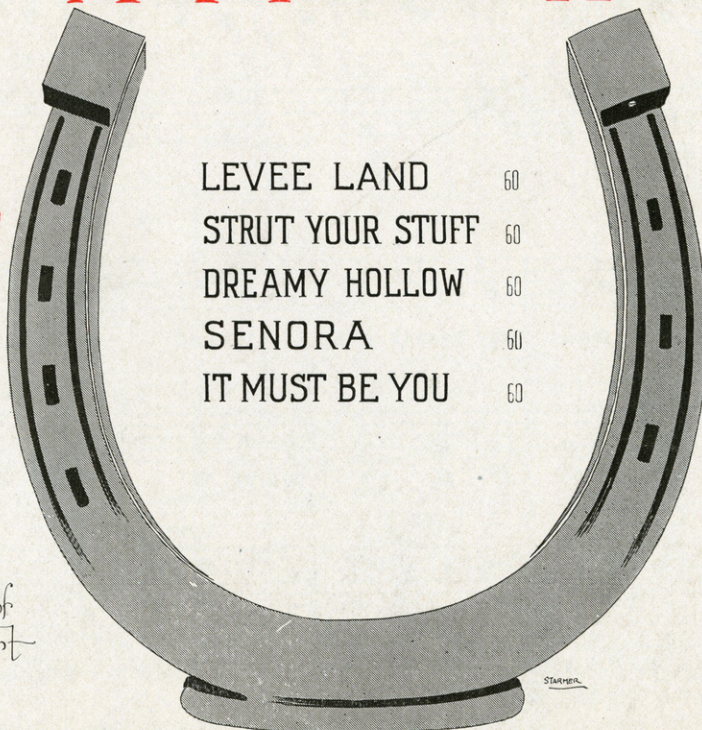 LEVEE LAND 60
STRUT YOUR STUFF 60
DREAMY HOLLOW 60
SENORA 60
IT MUST BE YOU 60
STARMER